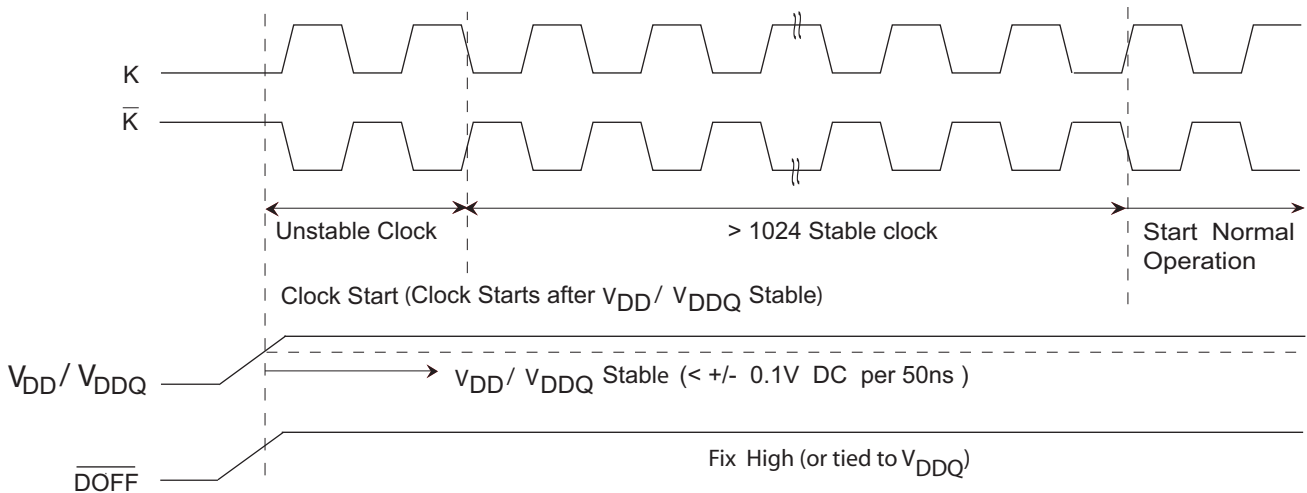 K
K̅
Unstable Clock
> 1024 Stable clock
Start Normal
Operation
Clock Start (Clock Starts after VDD / VDDQ Stable)
VDD / VDDQ
VDD / VDDQ Stable (< +/- 0.1V DC per 50ns )
Fix High (or tied to VDDQ)
D̅O̅F̅F̅